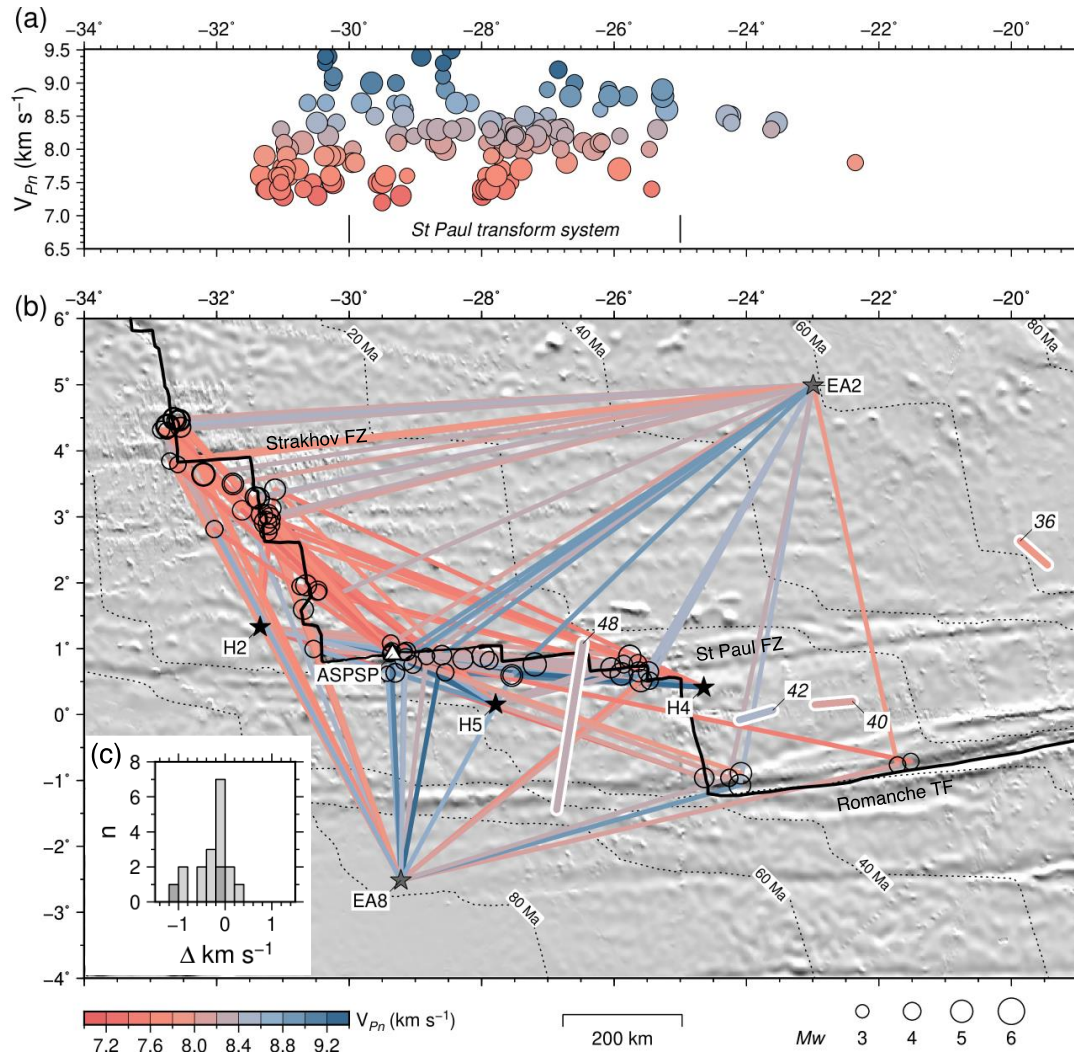 (a)
−34° −32° −30° −28° −26° −24° −22° −20°
9.5
9.0
8.5
8.0
7.5
7.0
6.5
V_Pn (km s⁻¹)
St Paul transform system
(b)
−34° −32° −30° −28° −26° −24° −22° −20°
6°
5°
4°
3°
2°
1°
0°
−1°
−2°
−3°
−4°
20 Ma
40 Ma
60 Ma
80 Ma
EA2
Strakhov FZ
36
H2
48
St Paul FZ
ASPSP
H5
H4
42
40
Romanche TF
EA8
80 Ma
60 Ma
40 Ma
(c)
8
6
4
2
0
n
−1 0 1
Δ km s⁻¹
V_Pn (km s⁻¹)
7.2 7.6 8.0 8.4 8.8 9.2
200 km
Mw 3 4 5 6